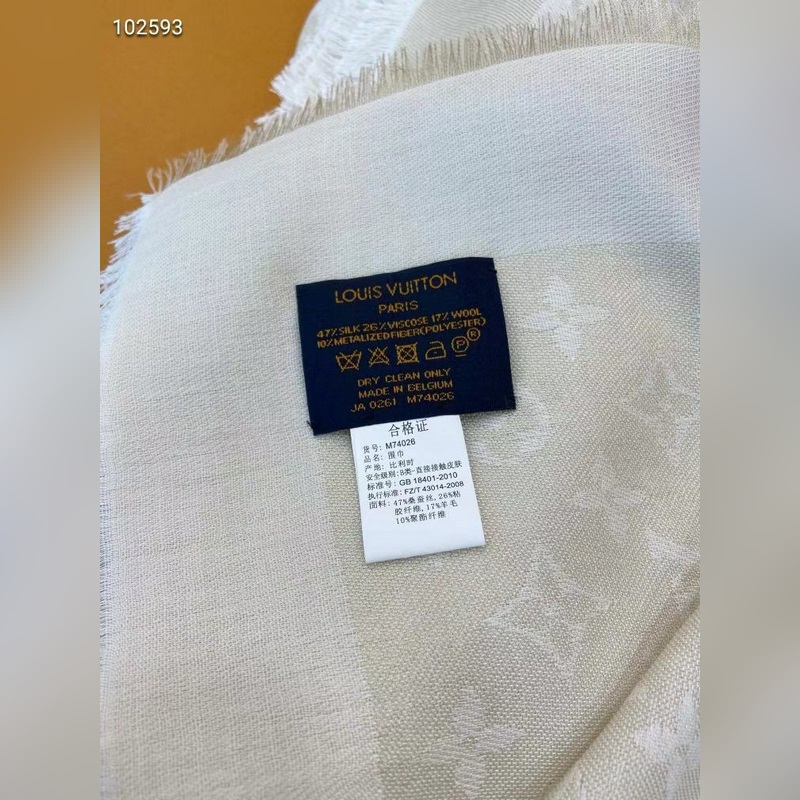 102593
LOUIS VUITTON
PARIS
47% SILK 26% VISCOSE 17% WOOL
10% METALIZED FIBER(POLYESTER)
P ®
DRY CLEAN ONLY
MADE IN BELGIUM
JA 0261 M74026
合格证
货号: M74026
品名: 围巾
产地: 比利时
安全级别:B类-直接接触皮肤
标准号: GB 18401-2010
执行标准: FZ/T 43014-2008
面料: 47%桑蚕丝,26%粘
胶纤维,17%羊毛
10%聚酯纤维